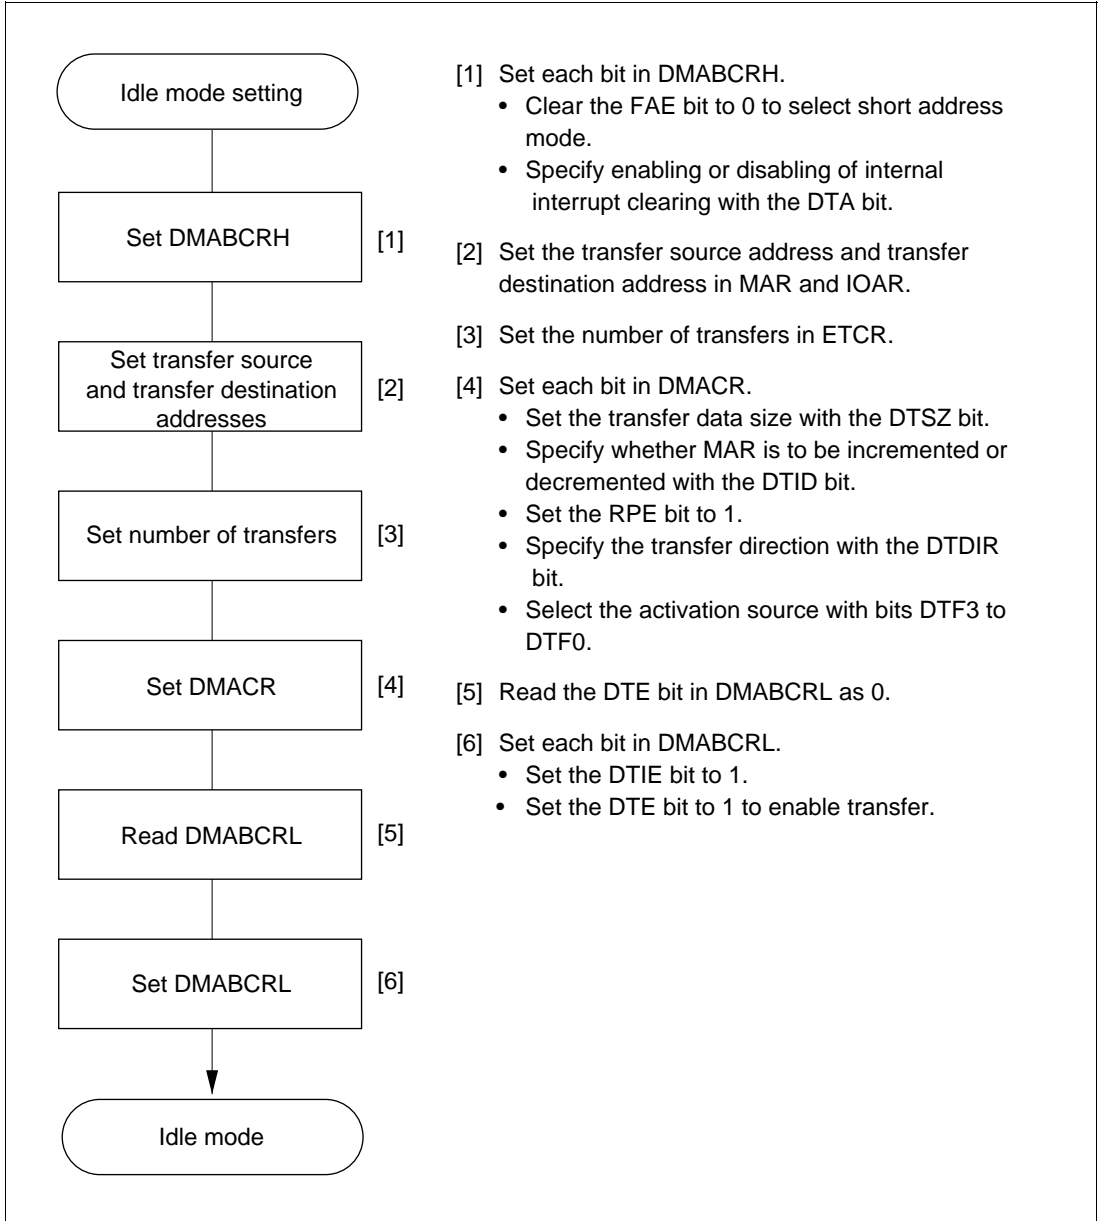 Idle mode setting
Set DMABCRH
[1]
Set transfer source
and transfer destination
addresses
[2]
Set number of transfers
[3]
Set DMACR
[4]
Read DMABCRL
[5]
Set DMABCRL
[6]
Idle mode
[1] Set each bit in DMABCRH.
• Clear the FAE bit to 0 to select short address
mode.
• Specify enabling or disabling of internal
interrupt clearing with the DTA bit.
[2] Set the transfer source address and transfer
destination address in MAR and IOAR.
[3] Set the number of transfers in ETCR.
[4] Set each bit in DMACR.
• Set the transfer data size with the DTSZ bit.
• Specify whether MAR is to be incremented or
decremented with the DTID bit.
• Set the RPE bit to 1.
• Specify the transfer direction with the DTDIR
bit.
• Select the activation source with bits DTF3 to
DTF0.
[5] Read the DTE bit in DMABCRL as 0.
[6] Set each bit in DMABCRL.
• Set the DTIE bit to 1.
• Set the DTE bit to 1 to enable transfer.